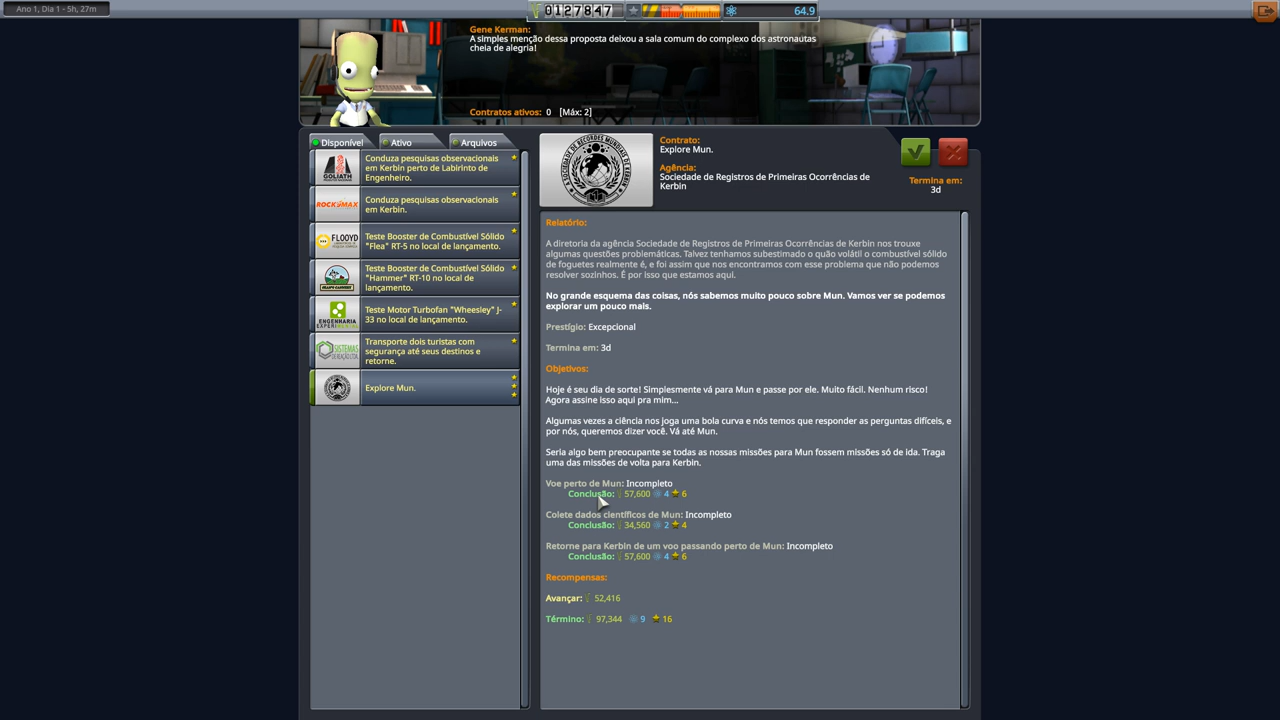 Ano 1, Dia 1 - 5h, 27m
0127847
64.9
Gene Kerman:
A simples menção dessa proposta deixou a sala comum do complexo dos astronautas
cheia de alegria!
Contratos ativos: 0 [Máx: 2]
Disponível
Ativo
Arquivos
Conduza pesquisas observacionais
em Kerbin perto de Labirinto de
Engenheiro.
GOLIATH
ROCKOMAX
Conduza pesquisas observacionais
em Kerbin.
FLOOYD
Teste Booster de Combustível Sólido
"Flea" RT-5 no local de lançamento.
Teste Booster de Combustível Sólido
"Hammer" RT-10 no local de
lançamento.
ENGENHARIA
EXPERIMENTAL
Teste Motor Turbofan "Wheesley" J-
33 no local de lançamento.
SISTEMAS
DE REAÇÃO LTDA.
Transporte dois turistas com
segurança até seus destinos e
retorne.
Explore Mun.
SOCIEDADE DE RECORDES MUNDIAIS DE KERBIN
Contrato:
Explore Mun.
Agência:
Sociedade de Registros de Primeiras Ocorrências de
Kerbin
Termina em:
3d
Relatório:
A diretoria da agência Sociedade de Registros de Primeiras Ocorrências de Kerbin nos trouxe
algumas questões problemáticas. Talvez tenhamos subestimado o quão volátil o combustível sólido
de foguetes realmente é, e foi assim que nos encontramos com esse problema que não podemos
resolver sozinhos. É por isso que estamos aqui.
No grande esquema das coisas, nós sabemos muito pouco sobre Mun. Vamos ver se podemos
explorar um pouco mais.
Prestígio: Excepcional
Termina em: 3d
Objetivos:
Hoje é seu dia de sorte! Simplesmente vá para Mun e passe por ele. Muito fácil. Nenhum risco!
Agora assine isso aqui pra mim...
Algumas vezes a ciência nos joga uma bola curva e nós temos que responder as perguntas difíceis, e
por nós, queremos dizer você. Vá até Mun.
Seria algo bem preocupante se todas as nossas missões para Mun fossem missões só de ida. Traga
uma das missões de volta para Kerbin.
Voe perto de Mun: Incompleto
Conclusão: 57,600 4 6
Colete dados científicos de Mun: Incompleto
Conclusão: 34,560 2 4
Retorne para Kerbin de um voo passando perto de Mun: Incompleto
Conclusão: 57,600 4 6
Recompensas:
Avançar: 52,416
Término: 97,344 9 16